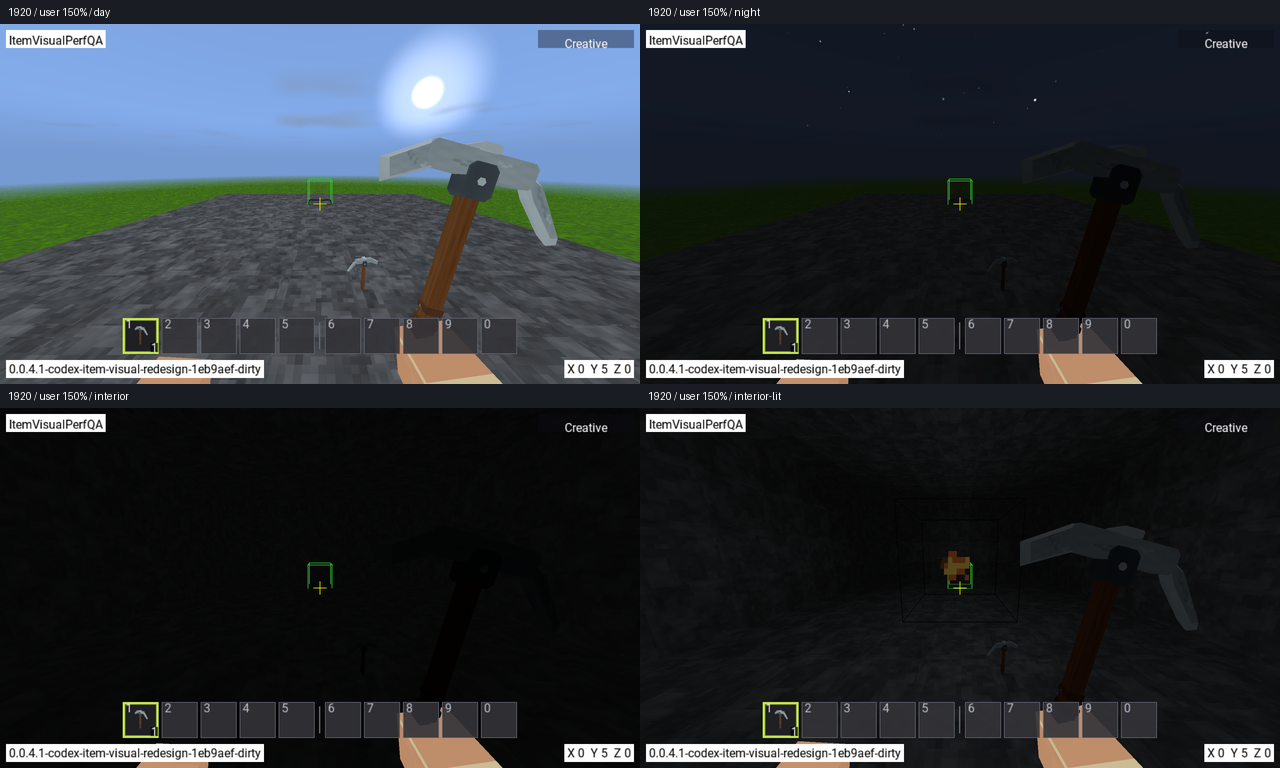 1920 / user 150% / day
ItemVisualPerfQA
Creative
1 2 3 4 5 6 7 8 9 0
1
0.0.4.1-codex-item-visual-redesign-1eb9aef-dirty
X 0 Y 5 Z 0
1920 / user 150% / night
ItemVisualPerfQA
Creative
1 2 3 4 5 6 7 8 9 0
1
0.0.4.1-codex-item-visual-redesign-1eb9aef-dirty
X 0 Y 5 Z 0
1920 / user 150% / interior
ItemVisualPerfQA
Creative
1 2 3 4 5 6 7 8 9 0
1
0.0.4.1-codex-item-visual-redesign-1eb9aef-dirty
X 0 Y 5 Z 0
1920 / user 150% / interior-lit
ItemVisualPerfQA
Creative
1 2 3 4 5 6 7 8 9 0
1
0.0.4.1-codex-item-visual-redesign-1eb9aef-dirty
X 0 Y 5 Z 0